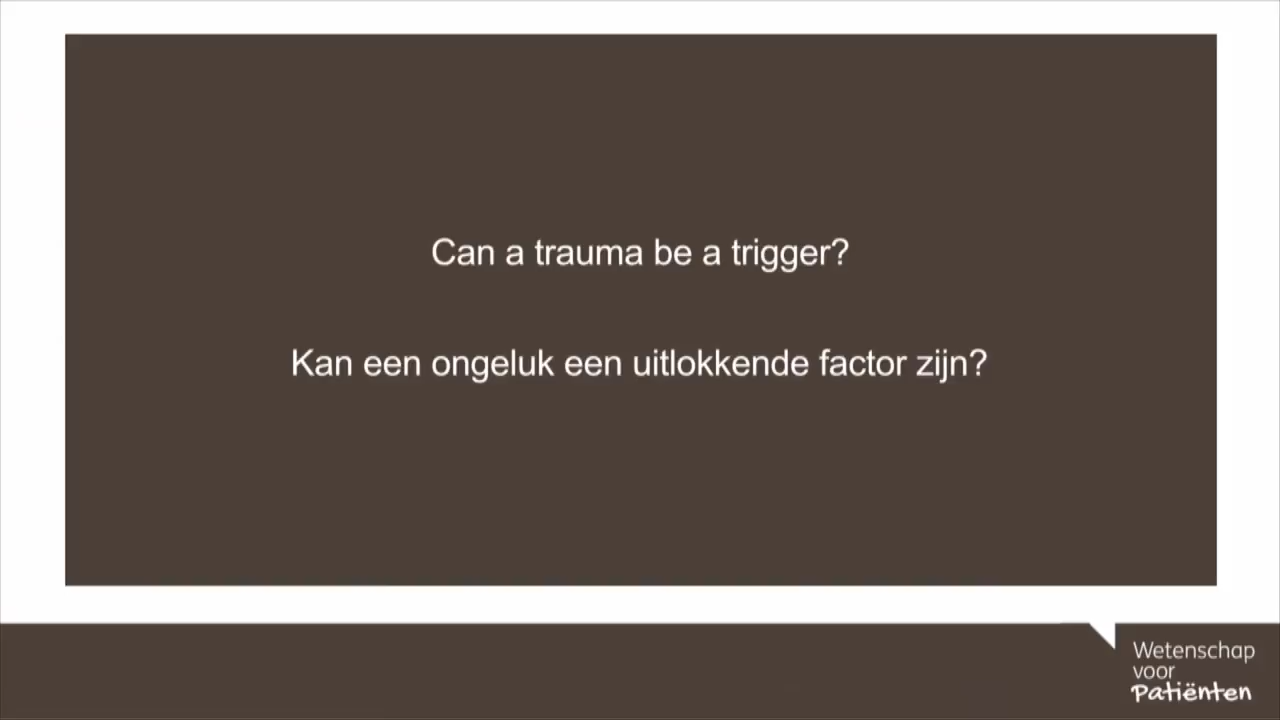 Can a trauma be a trigger?
Kan een ongeluk een uitlokkende factor zijn?
Wetenschap
voor
Patiënten